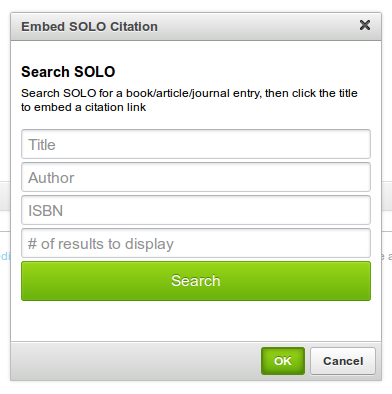 Embed SOLO Citation
Search SOLO
Search SOLO for a book/article/journal entry, then click the title
to embed a citation link
Title
Author
ISBN
# of results to display
Search
OK
Cancel